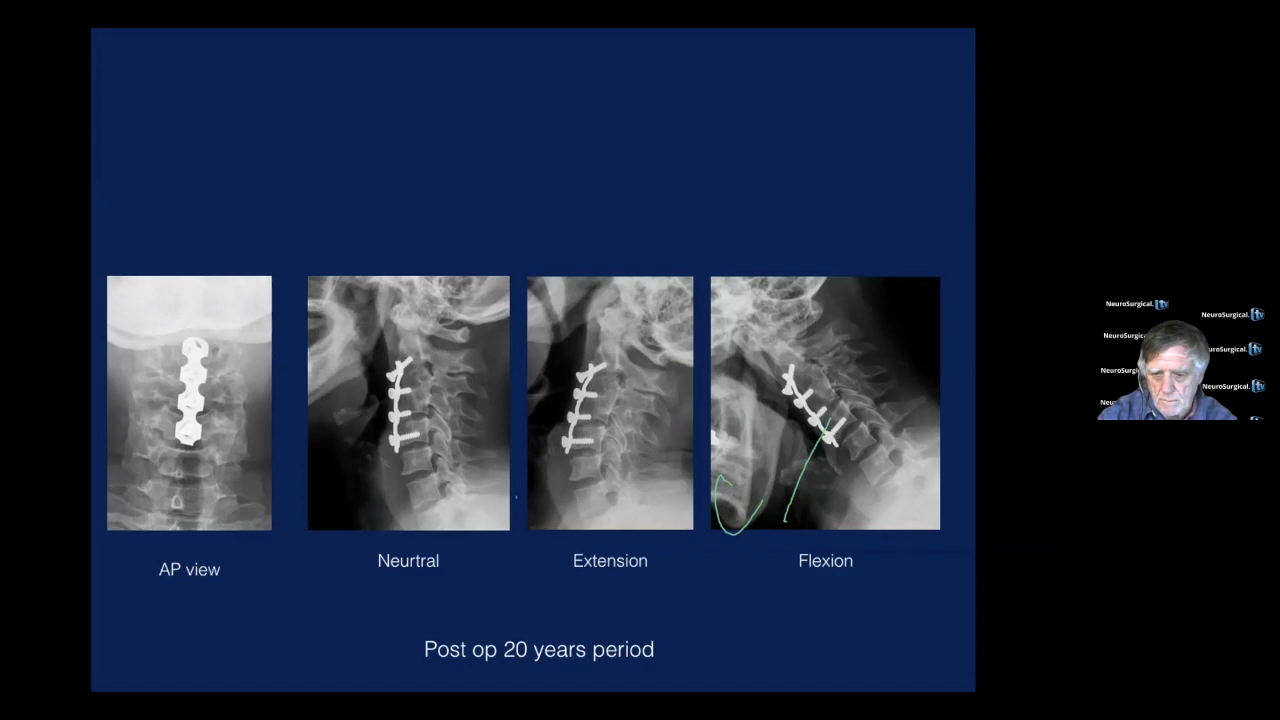 AP view
Neurtral
Extension
Flexion
Post op 20 years period
NeuroSurgical.tv
NeuroSurgical.tv
NeuroSurgical.tv